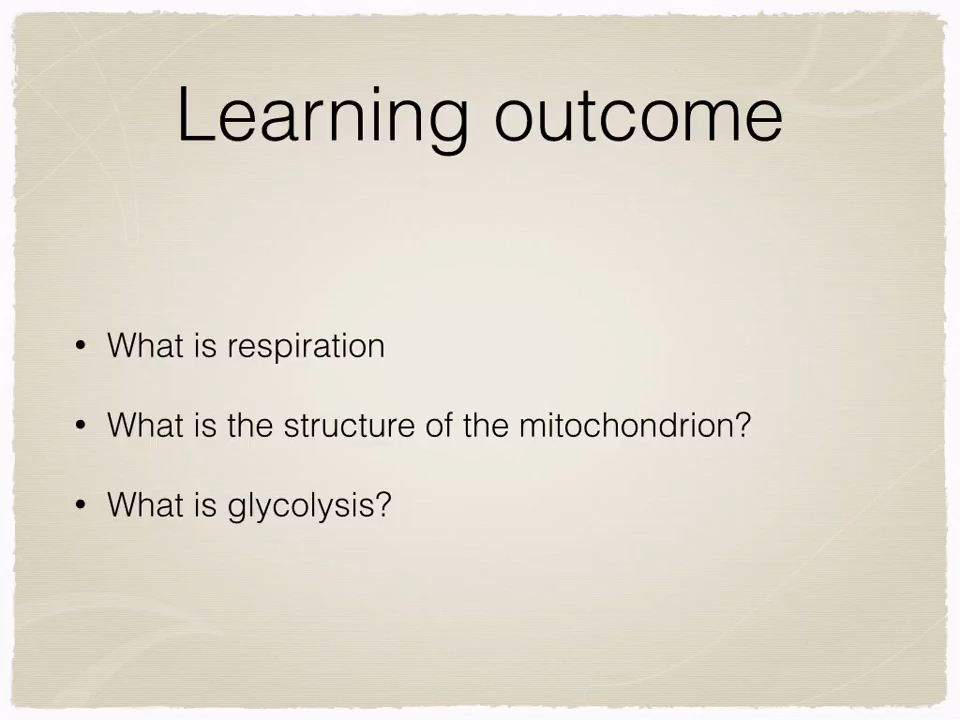 Learning outcome
• What is respiration
• What is the structure of the mitochondrion?
• What is glycolysis?